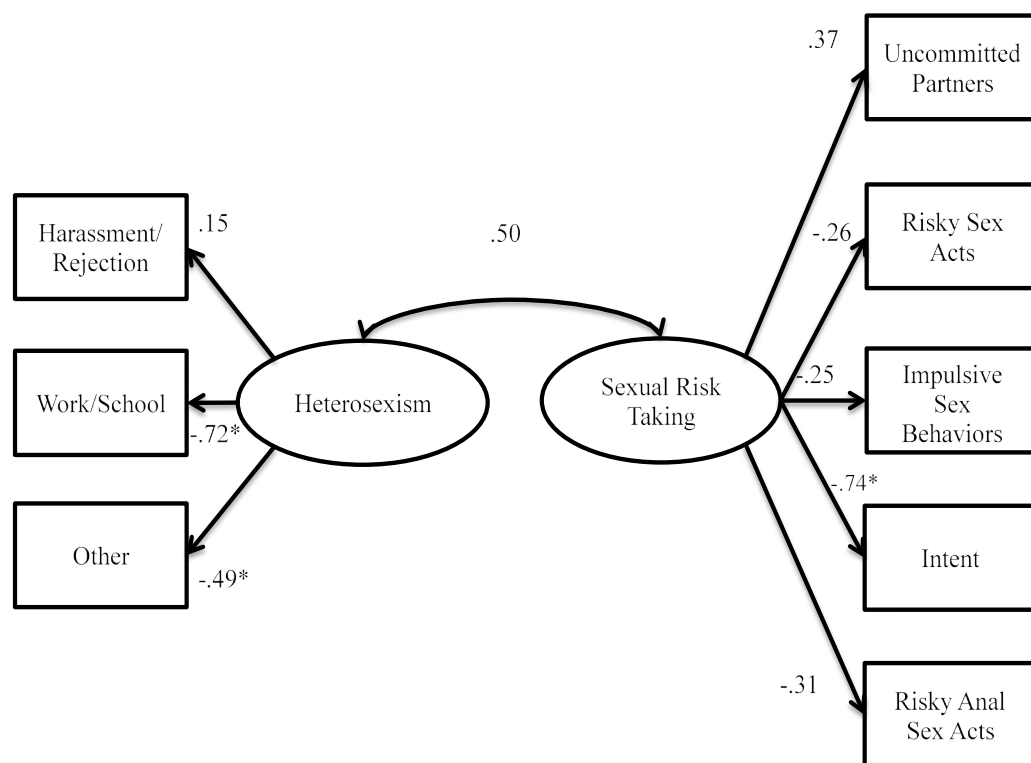 .37
Uncommitted
Partners
Harassment/
Rejection
.15
.50
-.26
Risky Sex
Acts
Work/School
-.72*
Heterosexism
Sexual Risk
Taking
-.25
Impulsive
Sex
Behaviors
Other
-.49*
-.74*
Intent
-.31
Risky Anal
Sex Acts